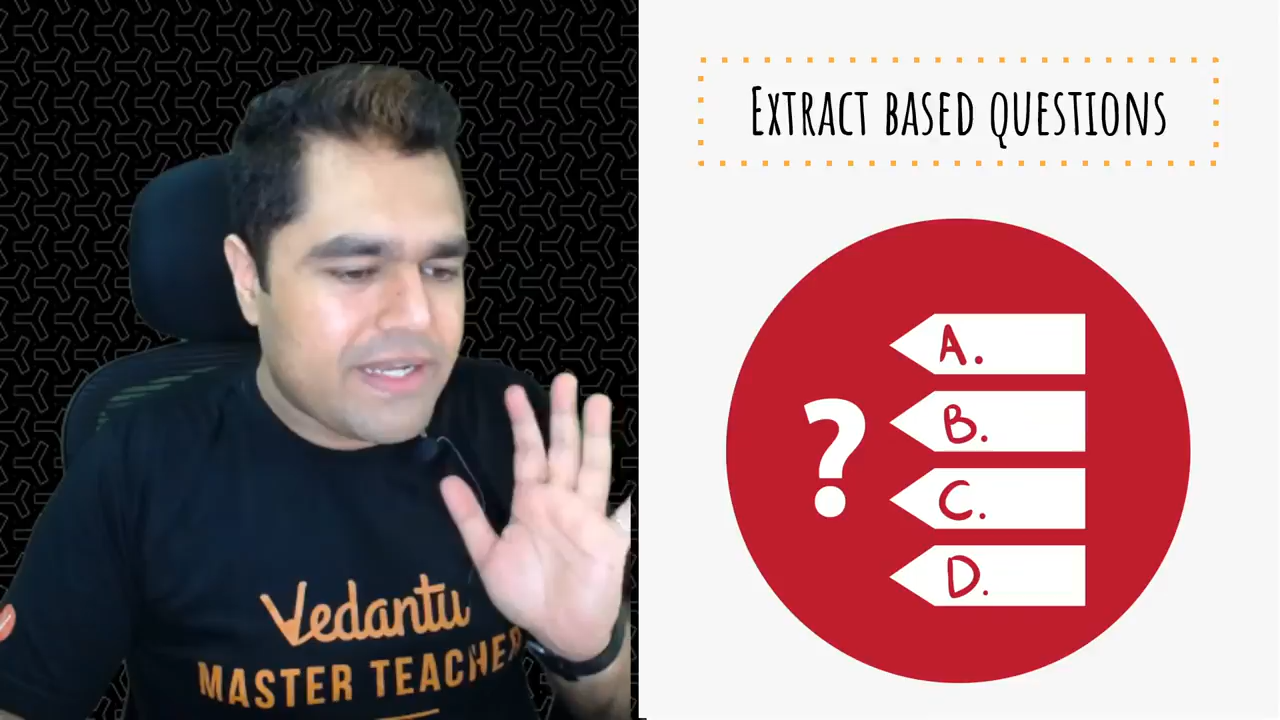 EXTRACT BASED QUESTIONS
?
A.
B.
C.
D.
Vedantu
MASTER TEACHER